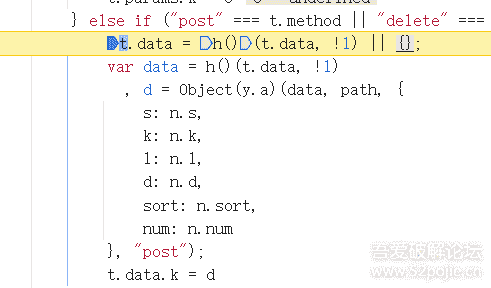 } else if ("post" === t.method || "delete" ===
t.data = h()(t.data, !1) || {};
var data = h()(t.data, !1)
, d = Object(y.a)(data, path, {
s: n.s,
k: n.k,
l: n.l,
d: n.d,
sort: n.sort,
num: n.num
}, "post");
t.data.k = d
吾爱破解论坛
www.52pojie.cn